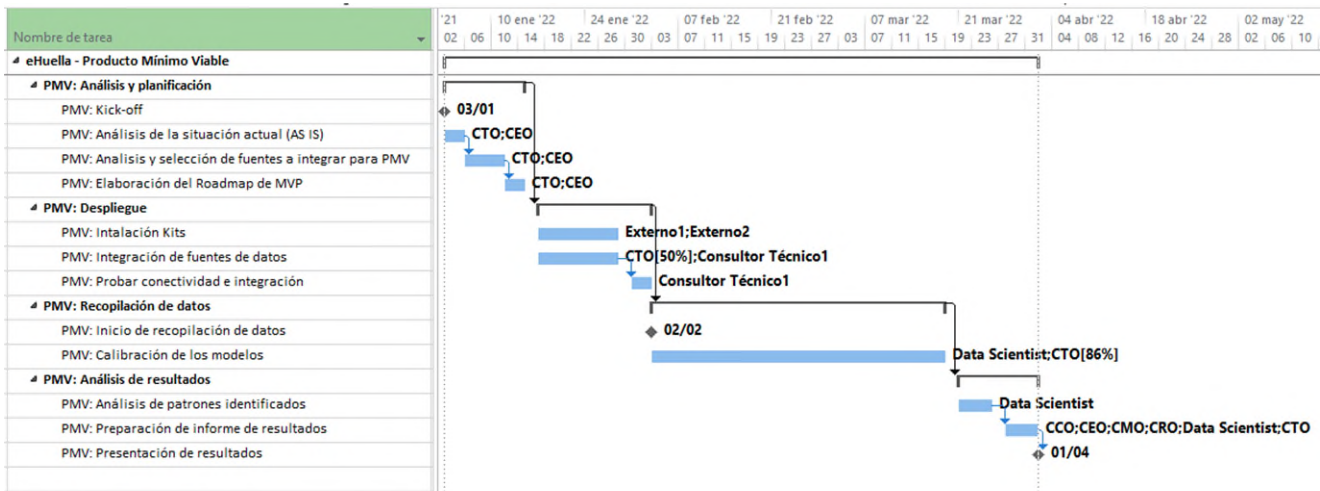 '21 10 ene '22 24 ene '22 07 feb '22 21 feb '22 07 mar '22 21 mar '22 04 abr '22 18 abr '22 02 may '22
Nombre de tarea 02 06 10 14 18 22 26 30 03 07 11 15 19 23 27 03 07 11 15 19 23 27 31 04 08 12 16 20 24 28 02 06 10
eHuella - Producto Mínimo Viable
PMV: Análisis y planificación
PMV: Kick-off 03/01
PMV: Análisis de la situación actual (AS IS) CTO;CEO
PMV: Analisis y selección de fuentes a integrar para PMV CTO;CEO
PMV: Elaboración del Roadmap de MVP CTO;CEO
PMV: Despliegue
PMV: Intalación Kits Externo1;Externo2
PMV: Integración de fuentes de datos CTO[50%];Consultor Técnico1
PMV: Probar conectividad e integración Consultor Técnico1
PMV: Recopilación de datos
PMV: Inicio de recopilación de datos 02/02
PMV: Calibración de los modelos Data Scientist;CTO[86%]
PMV: Análisis de resultados
PMV: Análisis de patrones identificados Data Scientist
PMV: Preparación de informe de resultados CCO;CEO;CMO;CRO;Data Scientist;CTO
PMV: Presentación de resultados 01/04